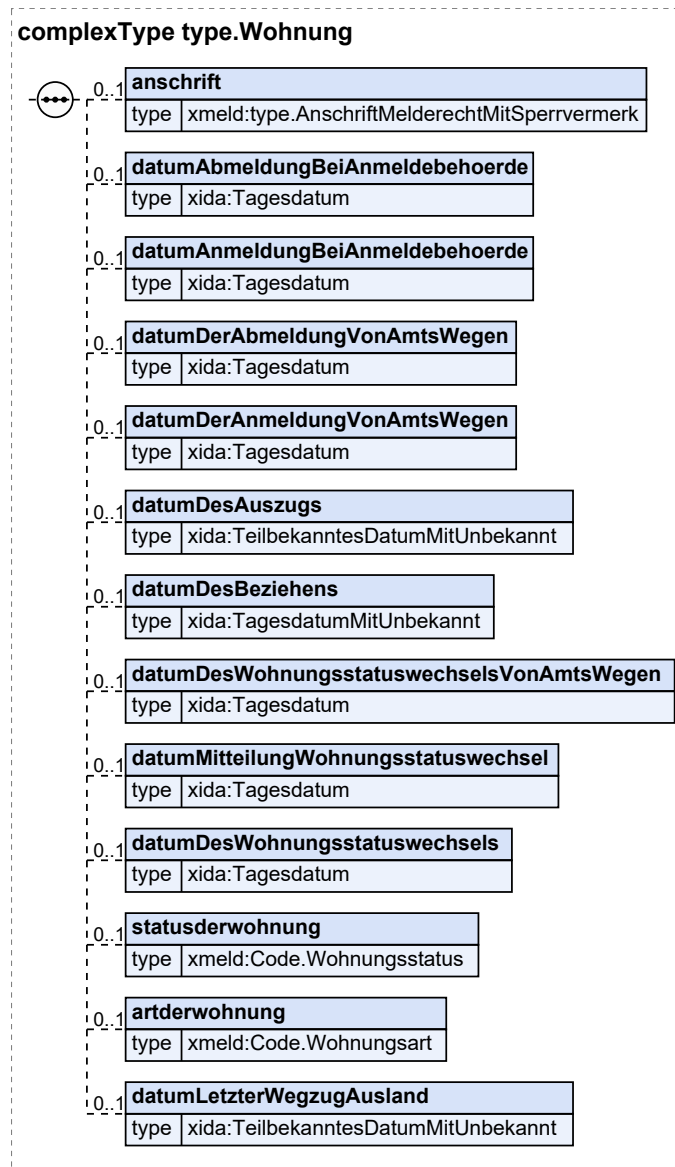 complexType type.Wohnung
0..1 anschrift
type xmeld:type.AnschriftMelderechtMitSperrvermerk
0..1 datumAbmeldungBeiAnmeldebehoerde
type xida:Tagesdatum
0..1 datumAnmeldungBeiAnmeldebehoerde
type xida:Tagesdatum
0..1 datumDerAbmeldungVonAmtsWegen
type xida:Tagesdatum
0..1 datumDerAnmeldungVonAmtsWegen
type xida:Tagesdatum
0..1 datumDesAuszugs
type xida:TeilbekanntesDatumMitUnbekannt
0..1 datumDesBeziehens
type xida:TagesdatumMitUnbekannt
0..1 datumDesWohnungsstatuswechselsVonAmtsWegen
type xida:Tagesdatum
0..1 datumMitteilungWohnungsstatuswechsel
type xida:Tagesdatum
0..1 datumDesWohnungsstatuswechsels
type xida:Tagesdatum
0..1 statusderwohnung
type xmeld:Code.Wohnungsstatus
0..1 artderwohnung
type xmeld:Code.Wohnungsart
0..1 datumLetzterWegzugAusland
type xida:TeilbekanntesDatumMitUnbekannt